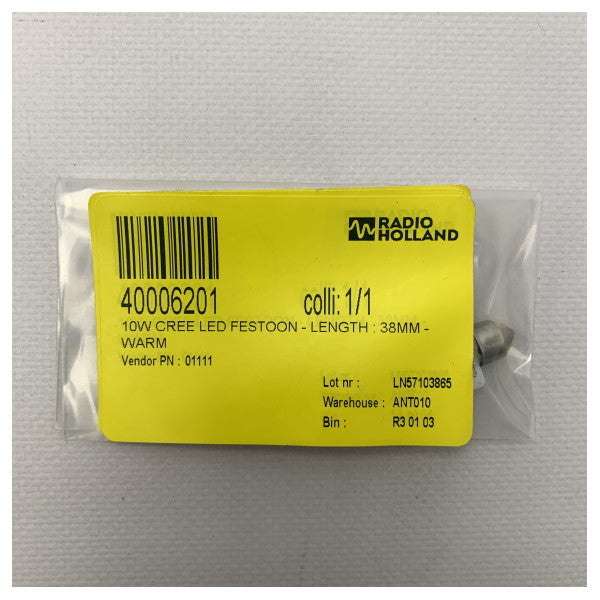 RADIO
HOLLAND
40006201 colli: 1/1
10W CREE LED FESTOON - LENGTH : 38MM -
WARM
Vendor PN : 01111
Lot nr : LN57103865
Warehouse : ANT010
Bin : R3 01 03